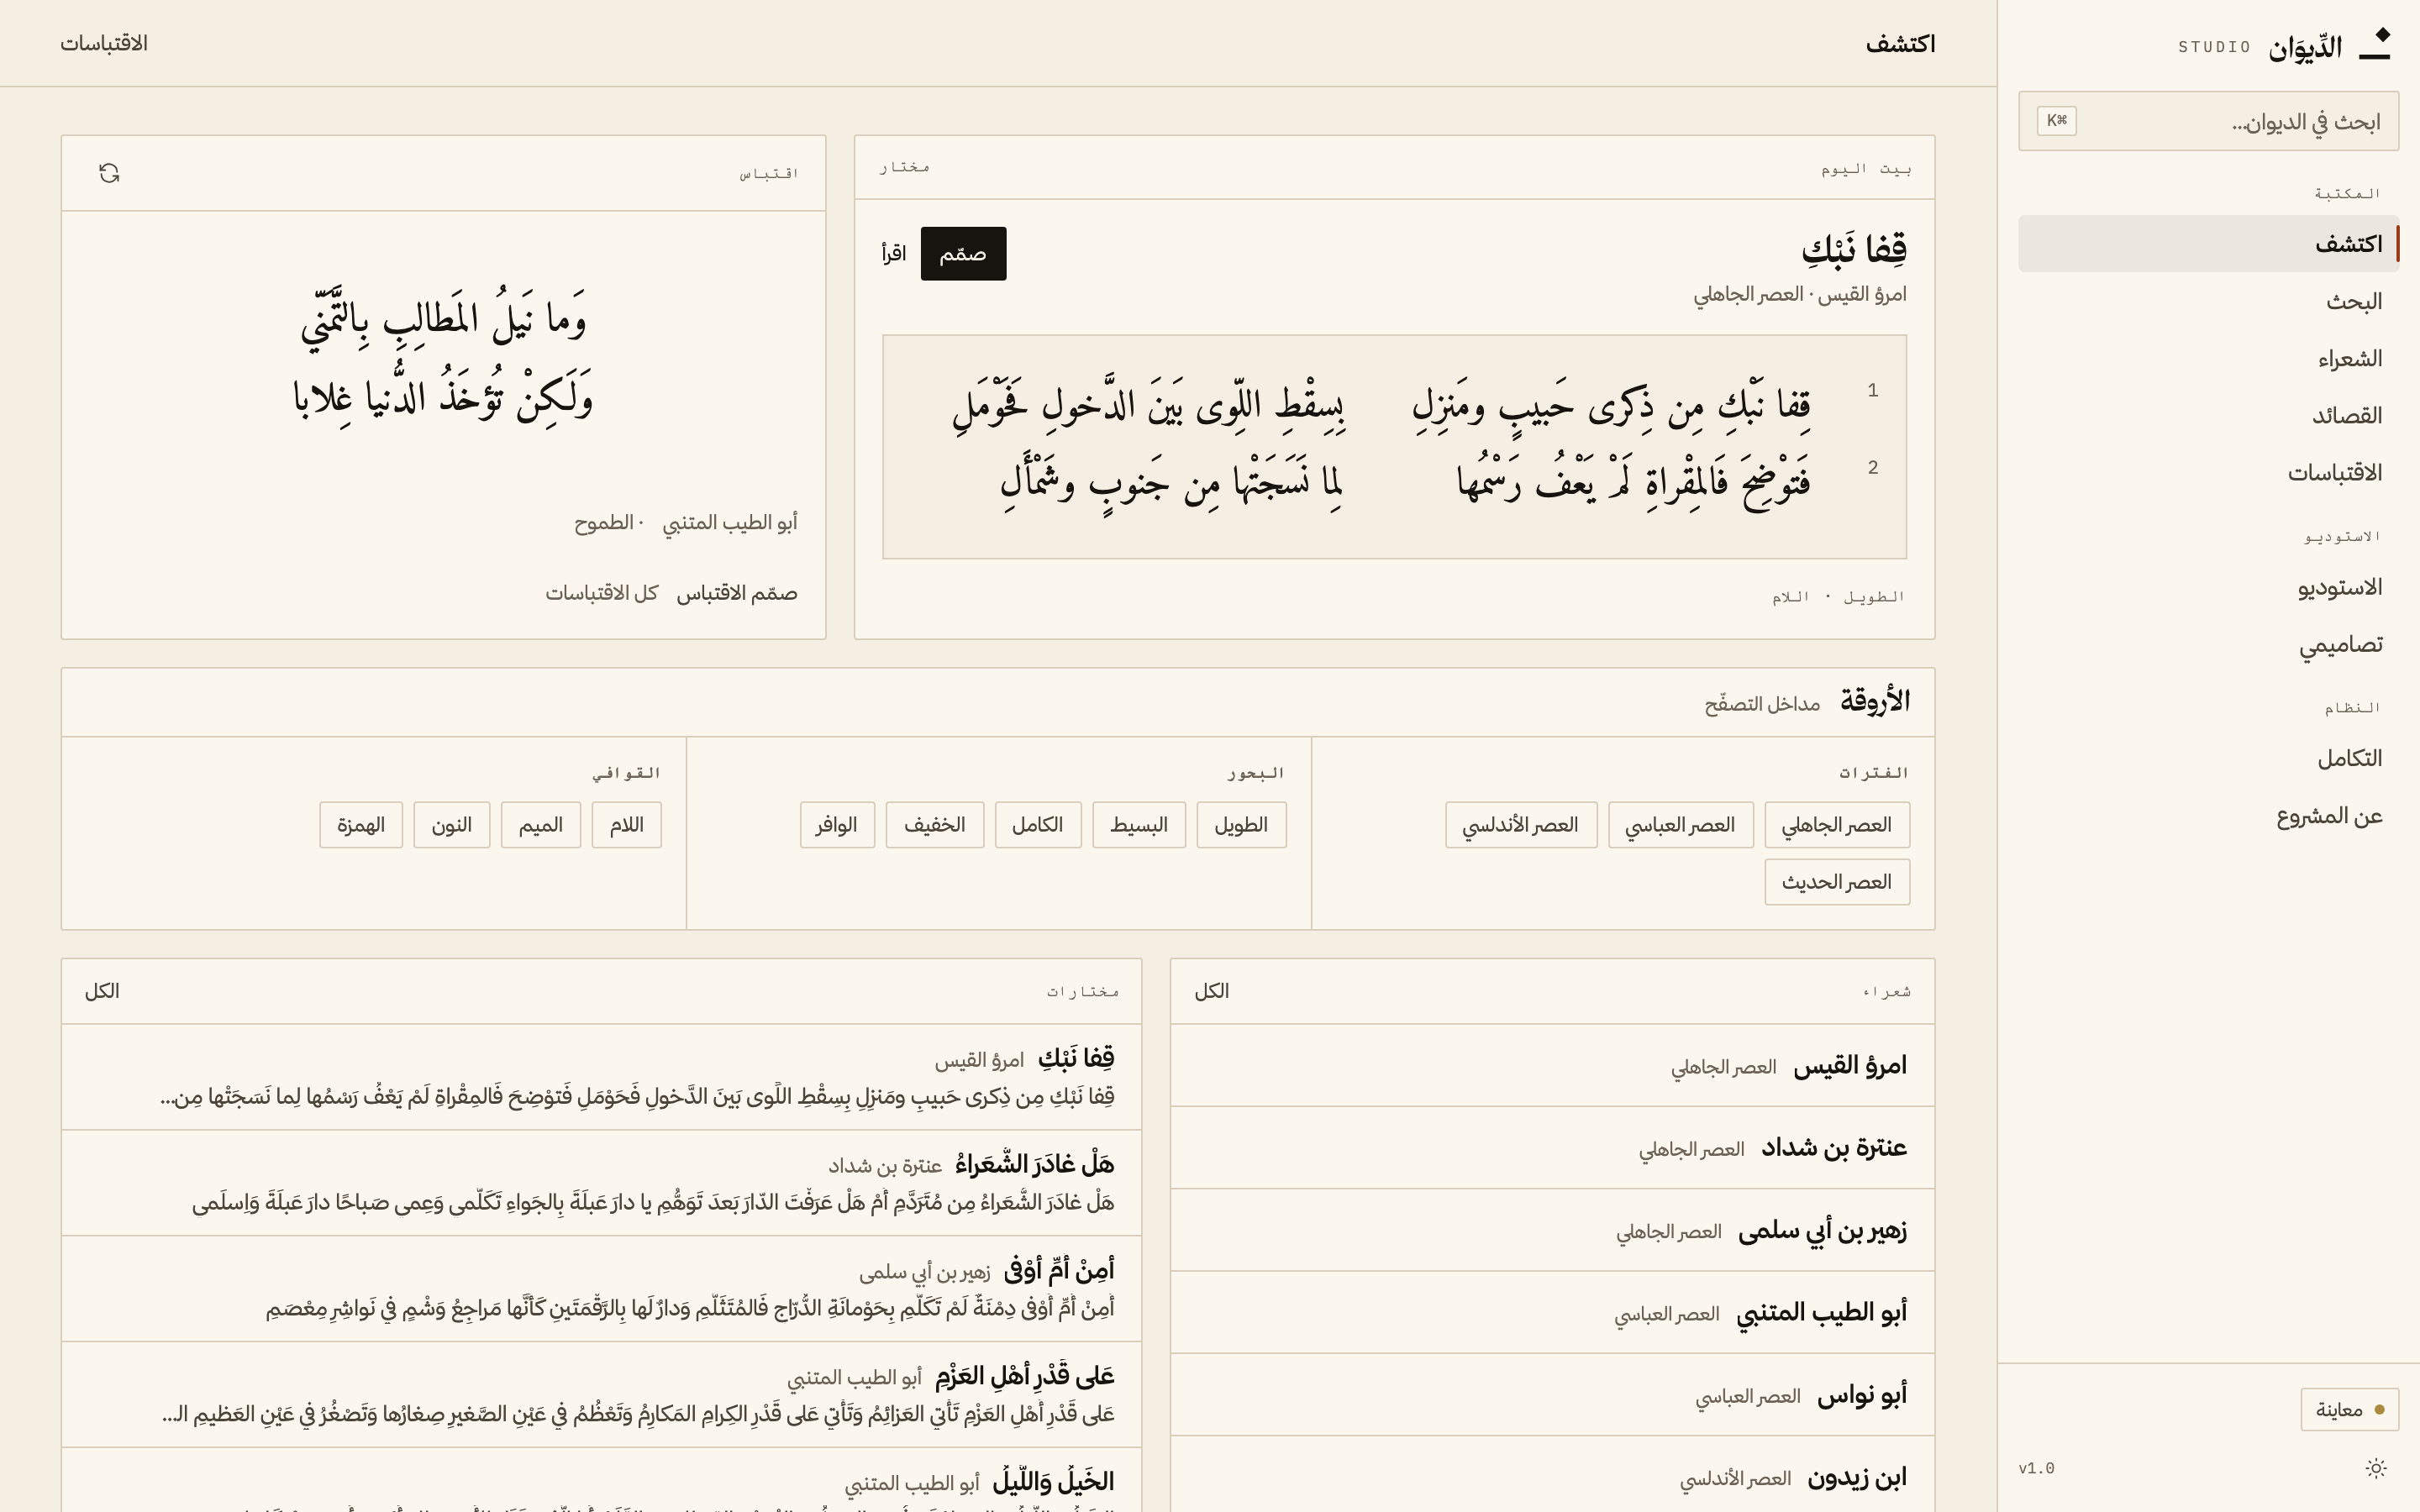 الدِّيوَان STUDIO
ابحث في الديوان... ⌘K
المكتبة
اكتشف
البحث
الشعراء
القصائد
الاقتباسات
الاستوديو
الاستوديو
تصاميمي
النظام
التكامل
عن المشروع
معاينة
v1.0
اكتشف
الاقتباسات
بيت اليوم
مختار
قِفا نَبْكِ
امرؤ القيس · العصر الجاهلي
صمّم
اقرأ
1 قِفا نَبْكِ مِن ذِكرى حَبيبٍ ومَنزِلِ بِسِقْطِ اللِّوى بَينَ الدَّخولِ فَحَوْمَلِ
2 فَتوْضِحَ فَالمِقْراةِ لَمْ يَعْفُ رَسْمُها لِما نَسَجَتْها مِن جَنوبٍ وشَمْأَلِ
الطويل · اللام
اقتباس
وَما نَيلُ المَطالِبِ بِالتَّمَنّي
وَلَكِنْ تُؤخَذُ الدُّنيا غِلابا
أبو الطيب المتنبي · الطموح
صمّم الاقتباس
كل الاقتباسات
الأروقة مداخل التصفّح
الفترات
العصر الجاهلي
العصر العباسي
العصر الأندلسي
العصر الحديث
البحور
الطويل
البسيط
الكامل
الخفيف
الوافر
القوافي
اللام
الميم
النون
الهمزة
شعراء
الكل
امرؤ القيس العصر الجاهلي
عنترة بن شداد العصر الجاهلي
زهير بن أبي سلمى العصر الجاهلي
أبو الطيب المتنبي العصر العباسي
أبو نواس العصر العباسي
ابن زيدون العصر الأندلسي
مختارات
الكل
قِفا نَبْكِ امرؤ القيس
قِفا نَبْكِ مِن ذِكرى حَبيبٍ ومَنزِلِ بِسِقْطِ اللِّوى بَينَ الدَّخولِ فَحَوْمَلِ فَتوْضِحَ فَالمِقْراةِ لَمْ يَعْفُ رَسْمُها لِما نَسَجَتْها مِن...
هَلْ غادَرَ الشُّعَراءُ عنترة بن شداد
هَلْ غادَرَ الشُّعَراءُ مِن مُتَرَدَّمِ أَمْ هَلْ عَرَفْتَ الدّارَ بَعدَ تَوَهُّمِ يا دارَ عَبلَةَ بِالجَواءِ تَكَلَّمى وَعِمى صَباحًا دارَ عَبلَةَ وَاِسلَمى
أَمِنْ أُمِّ أَوْفى زهير بن أبي سلمى
أَمِنْ أُمِّ أَوْفى دِمْنَةٌ لَمْ تَكَلَّمِ بِحَوْمانَةِ الدُّرّاجِ فَالمُتَثَلَّمِ وَدارٌ لَها بِالرَّقْمَتَينِ كَأَنَّها مَراجِعُ وَشْمٍ في نَواشِرِ مِعْصَمِ
عَلى قَدْرِ أَهْلِ العَزْمِ أبو الطيب المتنبي
عَلى قَدْرِ أَهْلِ العَزْمِ تَأتي العَزائِمُ وَتَأتي عَلى قَدْرِ الكِرامِ المَكارِمُ وَتَعْظُمُ في عَيْنِ الصَّغيرِ صِغارُها وَتَصْغُرُ في عَيْنِ العَظيمِ الـ...
الخَيلُ وَاللَّيلُ أبو الطيب المتنبي